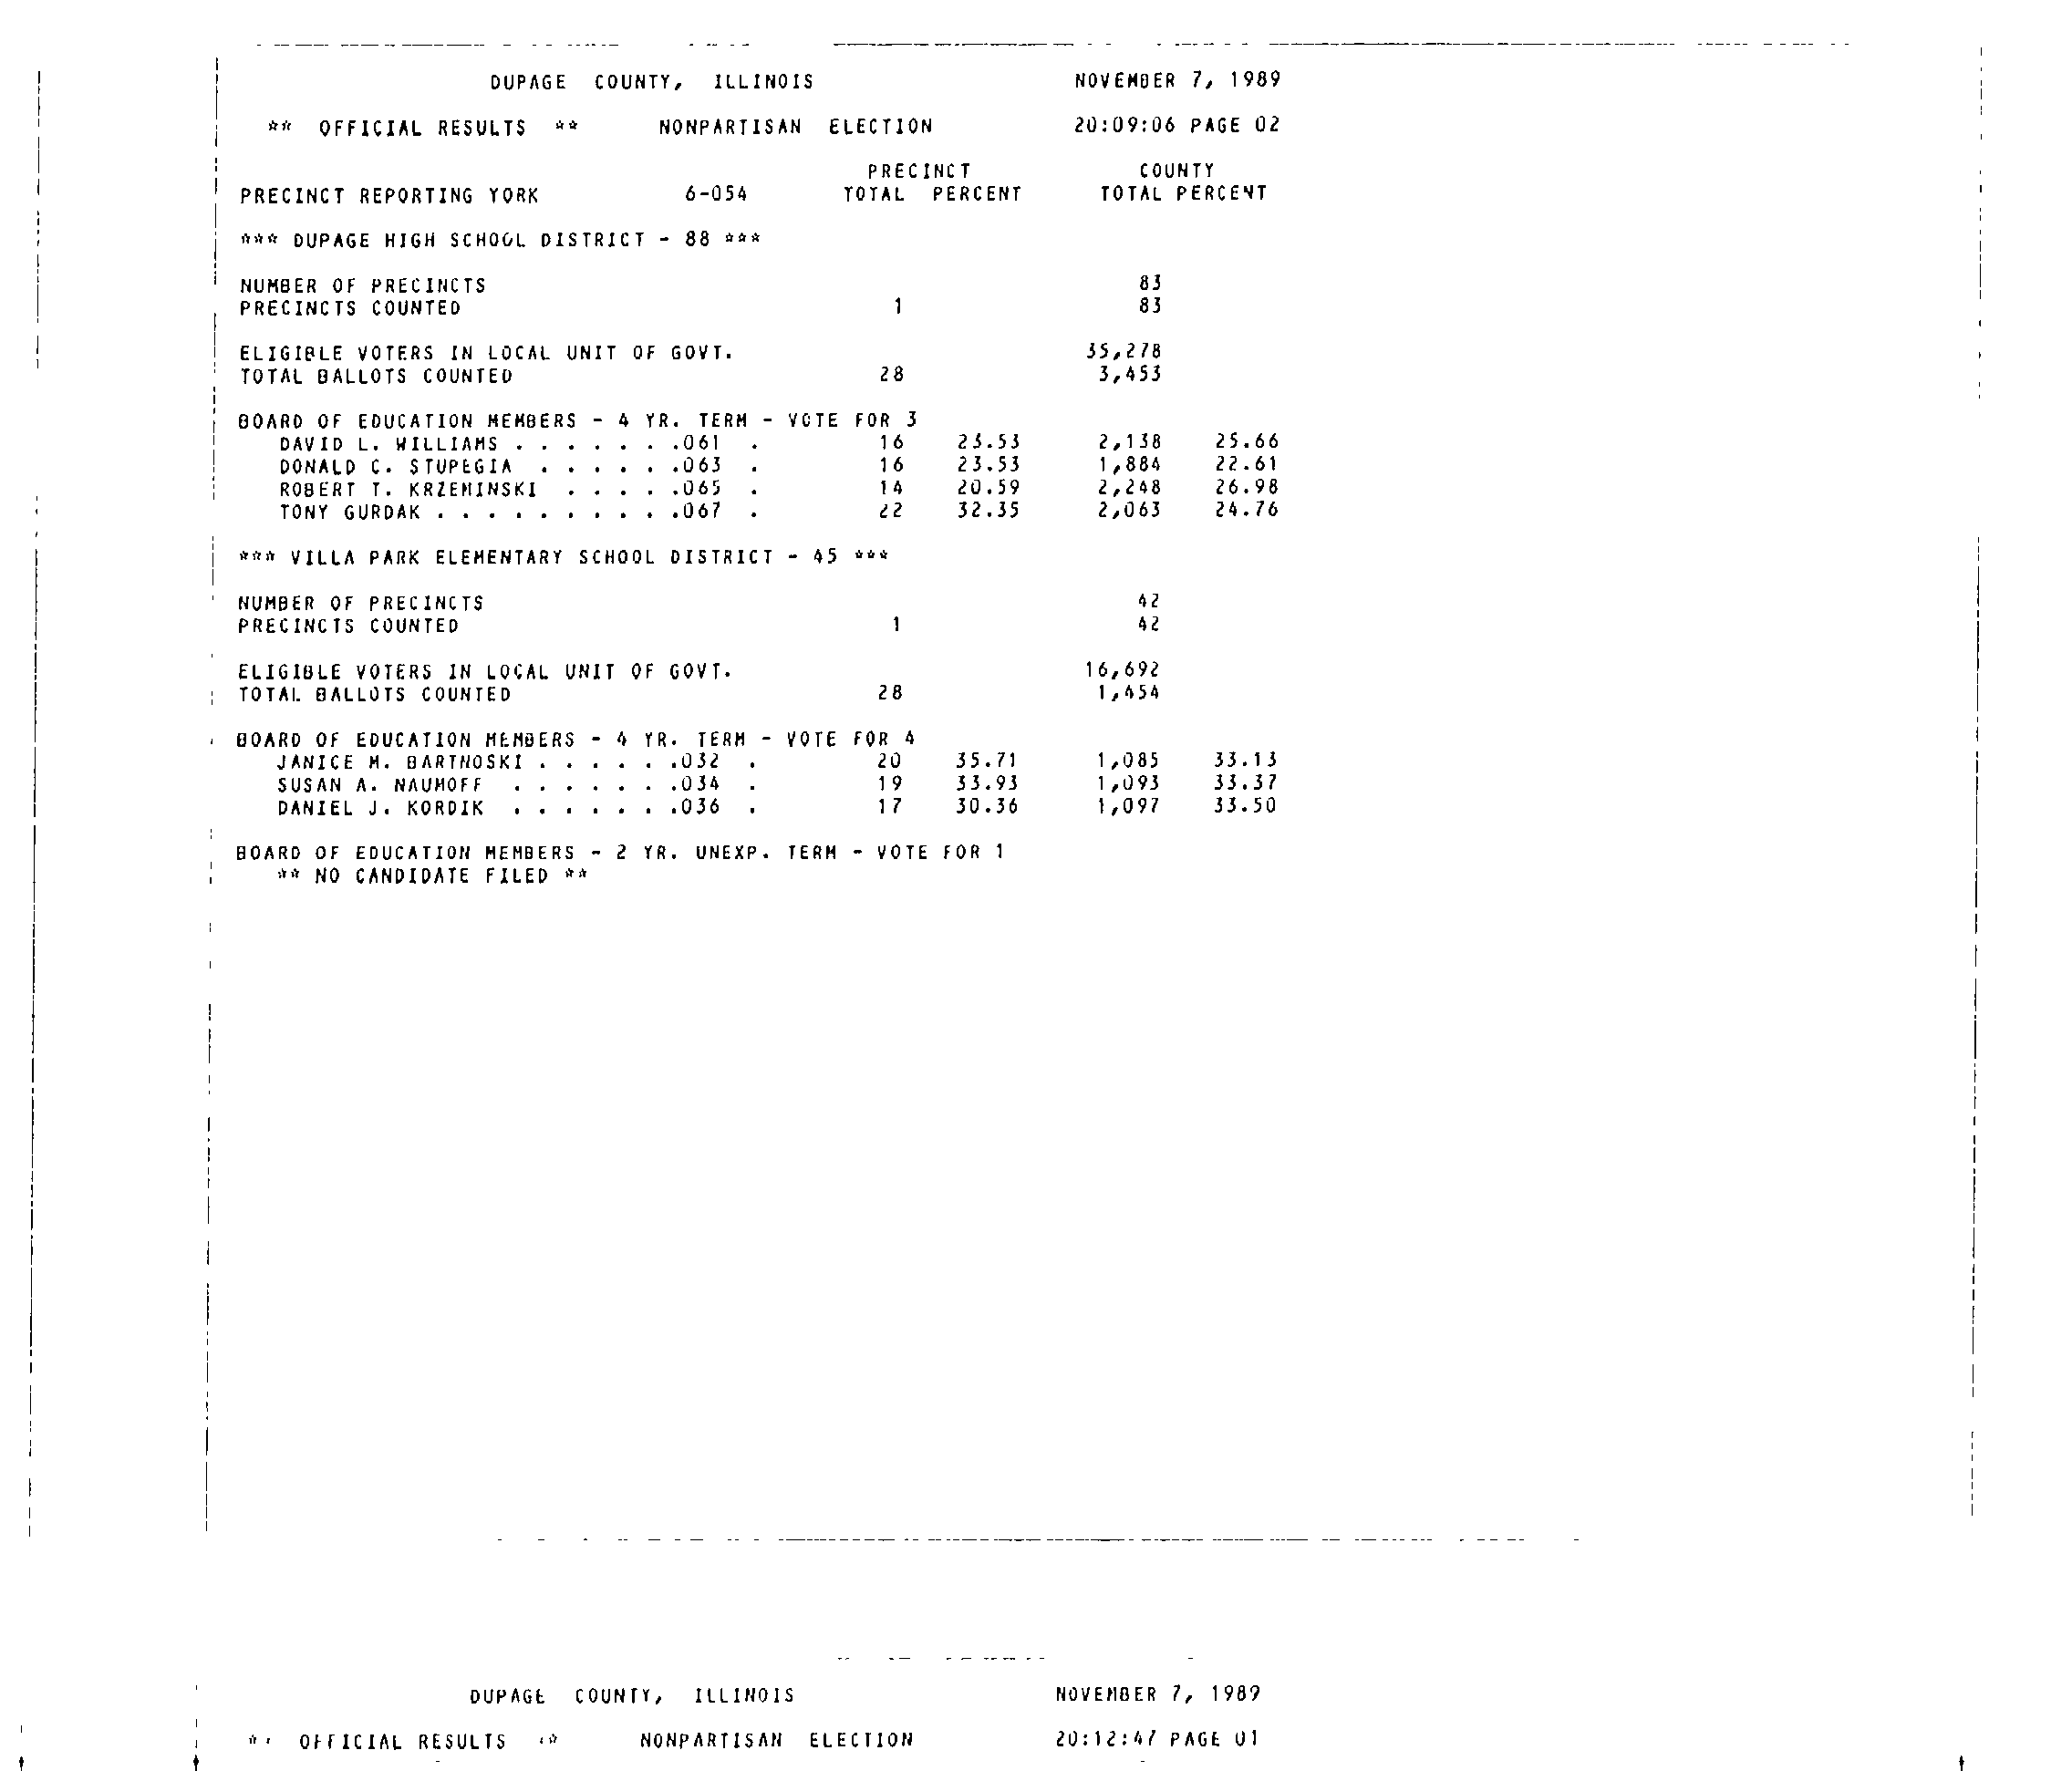 DUPAGE COUNTY, ILLINOIS NOVEMBER 7, 1989
** OFFICIAL RESULTS ** NONPARTISAN ELECTION 20:09:06 PAGE 02
PRECINCT COUNTY
PRECINCT REPORTING YORK 6-054 TOTAL PERCENT TOTAL PERCENT
*** DUPAGE HIGH SCHOOL DISTRICT - 88 ***
NUMBER OF PRECINCTS 83
PRECINCTS COUNTED 1 83
ELIGIBLE VOTERS IN LOCAL UNIT OF GOVT. 35,278
TOTAL BALLOTS COUNTED 28 3,453
BOARD OF EDUCATION MEMBERS - 4 YR. TERM - VOTE FOR 3
DAVID L. WILLIAMS . . . . . . .061 . 16 23.53 2,138 25.66
DONALD C. STUPEGIA . . . . . .063 . 16 23.53 1,884 22.61
ROBERT T. KRZEMINSKI . . . . .065 . 14 20.59 2,248 26.98
TONY GURDAK . . . . . . . . . .067 . 22 32.35 2,063 24.76
*** VILLA PARK ELEMENTARY SCHOOL DISTRICT - 45 ***
NUMBER OF PRECINCTS 42
PRECINCTS COUNTED 1 42
ELIGIBLE VOTERS IN LOCAL UNIT OF GOVT. 16,692
TOTAL BALLOTS COUNTED 28 1,454
BOARD OF EDUCATION MEMBERS - 4 YR. TERM - VOTE FOR 4
JANICE M. BARTNOSKI . . . . . .032 . 20 35.71 1,085 33.13
SUSAN A. NAUMOFF . . . . . . .034 . 19 33.93 1,093 33.37
DANIEL J. KORDIK . . . . . . .036 . 17 30.36 1,097 33.50
BOARD OF EDUCATION MEMBERS - 2 YR. UNEXP. TERM - VOTE FOR 1
** NO CANDIDATE FILED **
DUPAGE COUNTY, ILLINOIS NOVEMBER 7, 1989
** OFFICIAL RESULTS ** NONPARTISAN ELECTION 20:12:47 PAGE 01